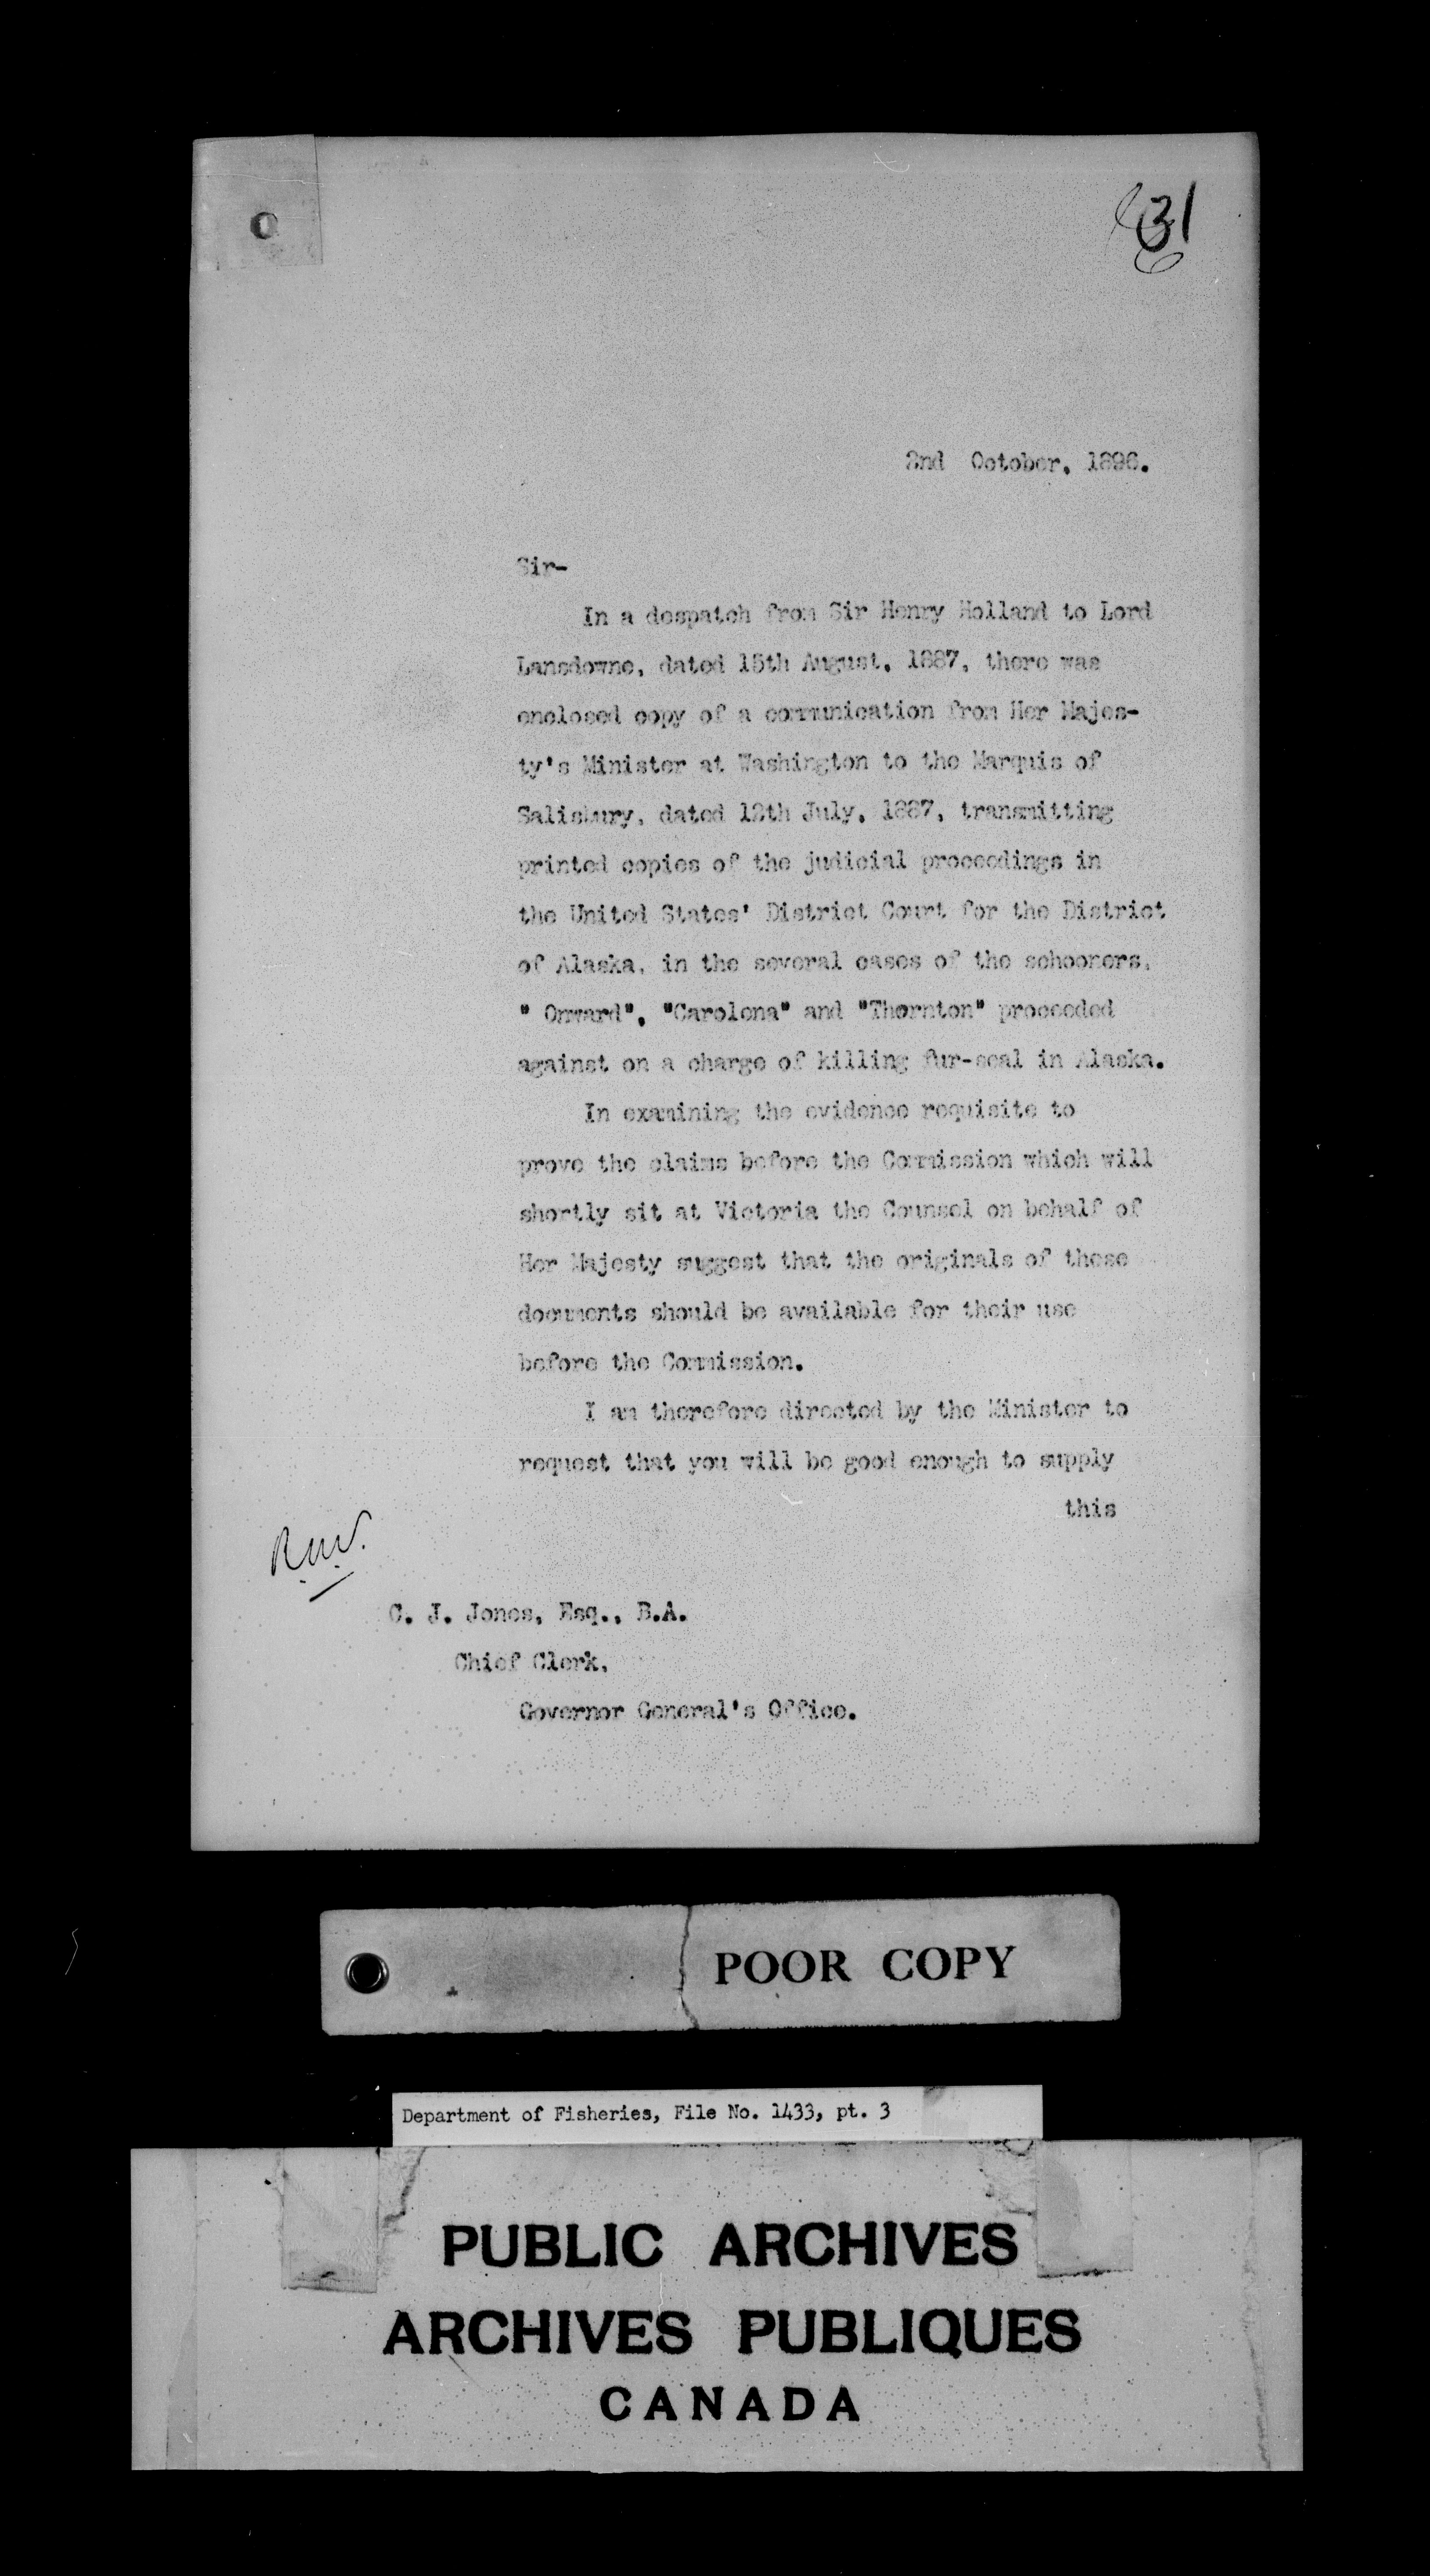 31
2nd October, 1896.
Sir-
In a despatch from Sir Henry Holland to Lord
Lansdowne, dated 15th August, 1887, there was
enclosed copy of a communication from Her Majes-
ty's Minister at Washington to the Marquis of
Salisbury, dated 12th July, 1887, transmitting
printed copies of the judicial proceedings in
the United States' District Court for the District
of Alaska, in the several cases of the schooners,
" Onward", "Carolena" and "Thornton" proceeded
against on a charge of killing fur-seal in Alaska.
In examining the evidence requisite to
prove the claims before the Commission which will
shortly sit at Victoria the Counsel on behalf of
Her Majesty suggest that the originals of these
documents should be available for their use
before the Commission.
I am therefore directed by the Minister to
request that you will be good enough to supply
this
C. J. Jones, Esq., B.A.
Chief Clerk,
Governor General's Office.
POOR COPY
Department of Fisheries, File No. 1433, pt. 3
PUBLIC ARCHIVES
ARCHIVES PUBLIQUES
CANADA